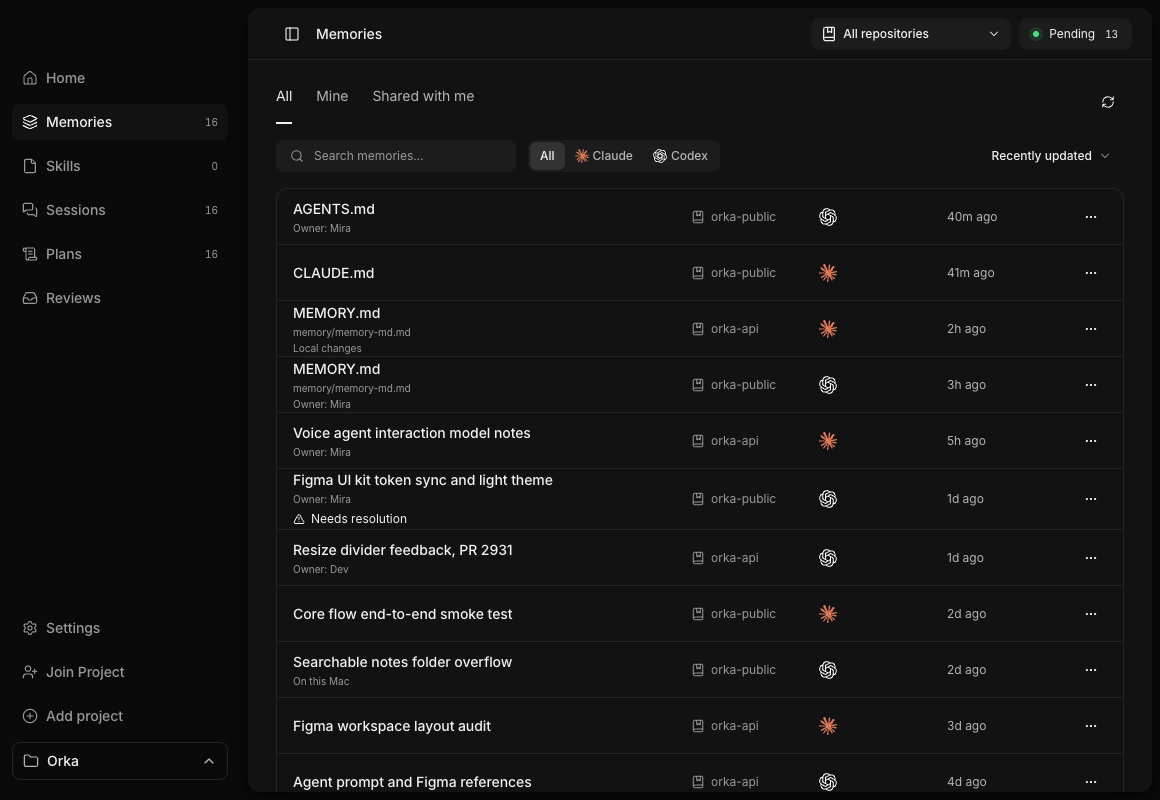 Memories
All repositories
Pending 13
Home
Memories 16
Skills 0
Sessions 16
Plans 16
Reviews
Settings
Join Project
Add project
Orka
All Mine Shared with me
Search memories...
All Claude Codex
Recently updated
AGENTS.md
Owner: Mira
orka-public
40m ago
CLAUDE.md
orka-public
41m ago
MEMORY.md
memory/memory-md.md
Local changes
orka-api
2h ago
MEMORY.md
memory/memory-md.md
Owner: Mira
orka-public
3h ago
Voice agent interaction model notes
Owner: Mira
orka-api
5h ago
Figma UI kit token sync and light theme
Owner: Mira
Needs resolution
orka-public
1d ago
Resize divider feedback, PR 2931
Owner: Dev
orka-api
1d ago
Core flow end-to-end smoke test
orka-public
2d ago
Searchable notes folder overflow
On this Mac
orka-public
2d ago
Figma workspace layout audit
orka-api
3d ago
Agent prompt and Figma references
orka-api
4d ago